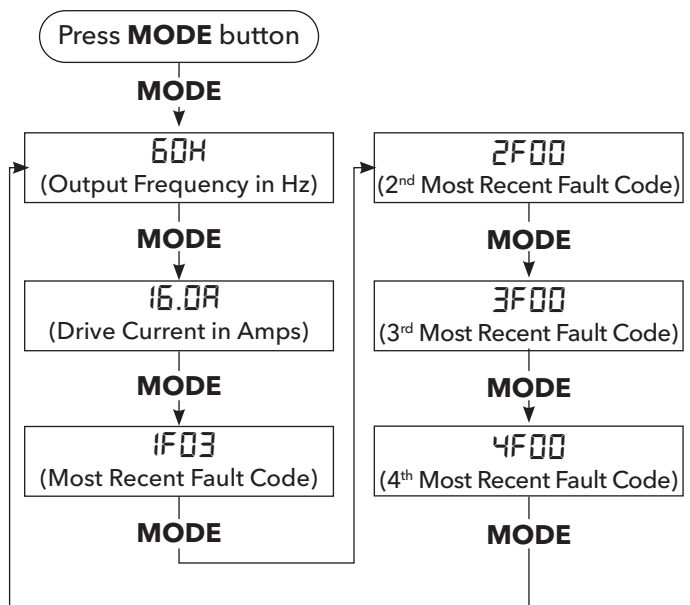 Press MODE button
MODE
60H
(Output Frequency in Hz)
MODE
16.0A
(Drive Current in Amps)
MODE
1F03
(Most Recent Fault Code)
MODE
2F00
(2nd Most Recent Fault Code)
MODE
3F00
(3rd Most Recent Fault Code)
MODE
4F00
(4th Most Recent Fault Code)
MODE